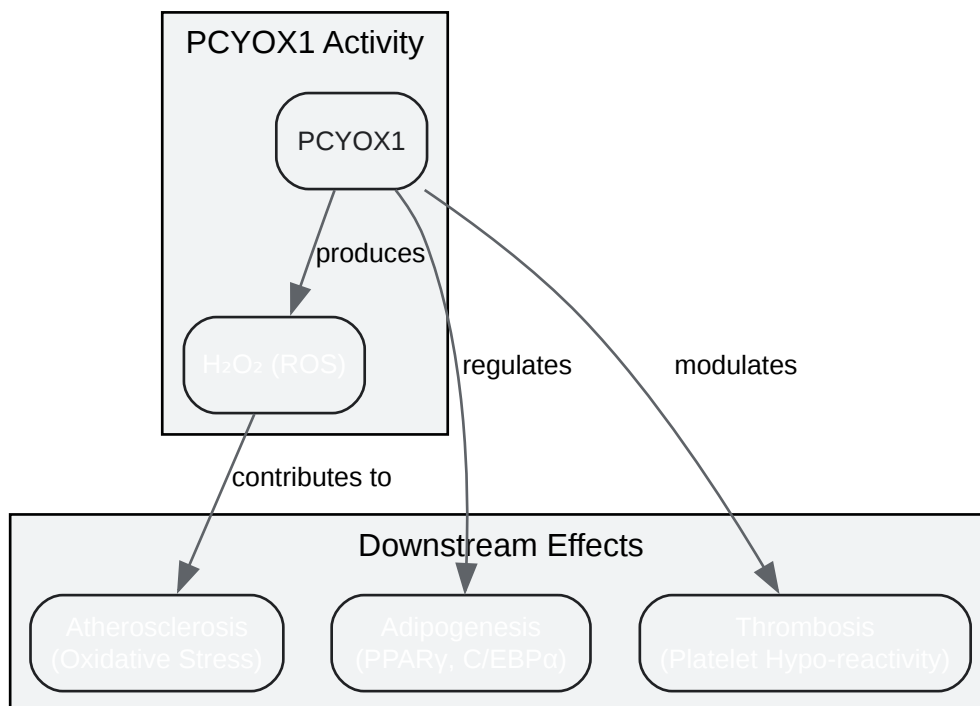 PCYOX1 Activity
PCYOX1
produces
H₂O₂ (ROS)
regulates
modulates
contributes to
Downstream Effects
Atherosclerosis
(Oxidative Stress)
Adipogenesis
(PPARγ, C/EBPα)
Thrombosis
(Platelet Hypo-reactivity)